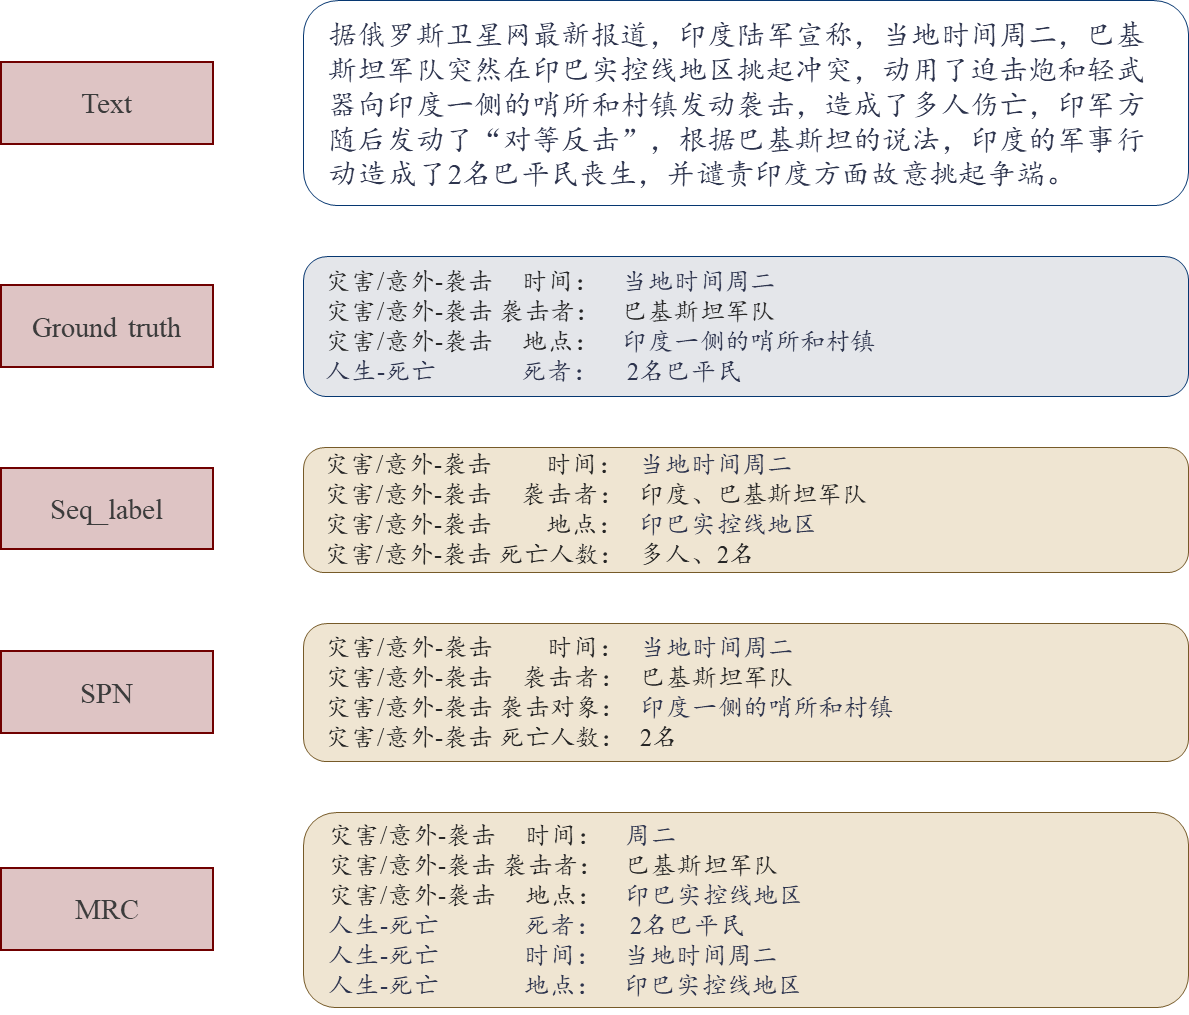 Text
据俄罗斯卫星网最新报道，印度陆军宣称，当地时间周二，巴基
斯坦军队突然在印巴实控线地区挑起冲突，动用了迫击炮和轻武
器向印度一侧的哨所和村镇发动袭击，造成了多人伤亡，印军方
随后发动了“对等反击”，根据巴基斯坦的说法，印度的军事行
动造成了2名巴平民丧生，并谴责印度方面故意挑起争端。
Ground truth
灾害/意外-袭击 时间： 当地时间周二
灾害/意外-袭击 袭击者： 巴基斯坦军队
灾害/意外-袭击 地点： 印度一侧的哨所和村镇
人生-死亡 死者： 2名巴平民
Seq_label
灾害/意外-袭击 时间： 当地时间周二
灾害/意外-袭击 袭击者： 印度、巴基斯坦军队
灾害/意外-袭击 地点： 印巴实控线地区
灾害/意外-袭击 死亡人数： 多人、2名
SPN
灾害/意外-袭击 时间： 当地时间周二
灾害/意外-袭击 袭击者： 巴基斯坦军队
灾害/意外-袭击 袭击对象： 印度一侧的哨所和村镇
灾害/意外-袭击 死亡人数： 2名
MRC
灾害/意外-袭击 时间： 周二
灾害/意外-袭击 袭击者： 巴基斯坦军队
灾害/意外-袭击 地点： 印巴实控线地区
人生-死亡 死者： 2名巴平民
人生-死亡 时间： 当地时间周二
人生-死亡 地点： 印巴实控线地区